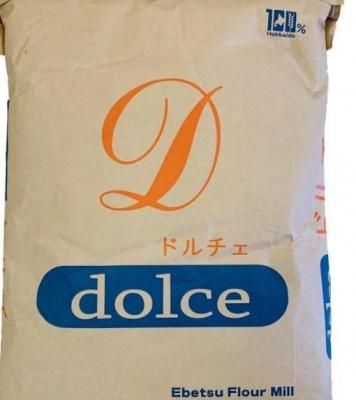 100%
Hokkaido
D
ドルチェ
dolce
Ebetsu Flour Mill